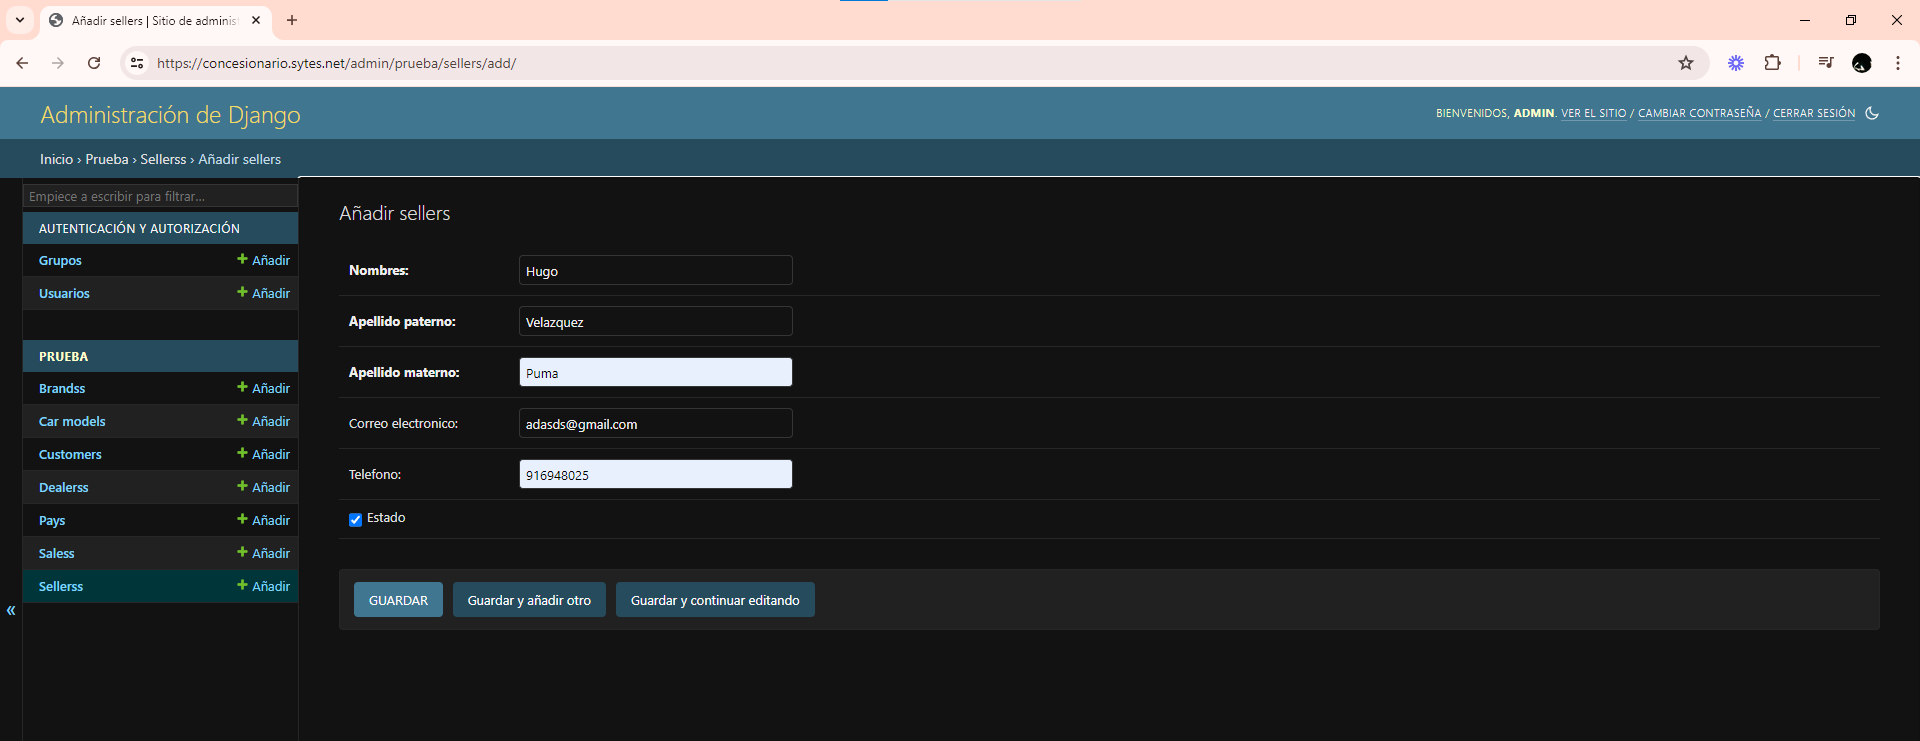 Añadir sellers | Sitio de adminis
https://concesionario.sytes.net/admin/prueba/sellers/add/
Administración de Django
BIENVENIDOS, ADMIN. VER EL SITIO / CAMBIAR CONTRASEÑA / CERRAR SESIÓN
Inicio › Prueba › Sellerss › Añadir sellers
Empiece a escribir para filtrar...
AUTENTICACIÓN Y AUTORIZACIÓN
Grupos + Añadir
Usuarios + Añadir
PRUEBA
Brandss + Añadir
Car models + Añadir
Customers + Añadir
Dealerss + Añadir
Pays + Añadir
Saless + Añadir
Sellerss + Añadir
«
Añadir sellers
Nombres: Hugo
Apellido paterno: Velazquez
Apellido materno: Puma
Correo electronico: adasds@gmail.com
Telefono: 916948025
Estado
GUARDAR Guardar y añadir otro Guardar y continuar editando